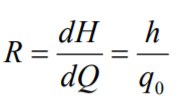 R = dH/dQ = h/q₀